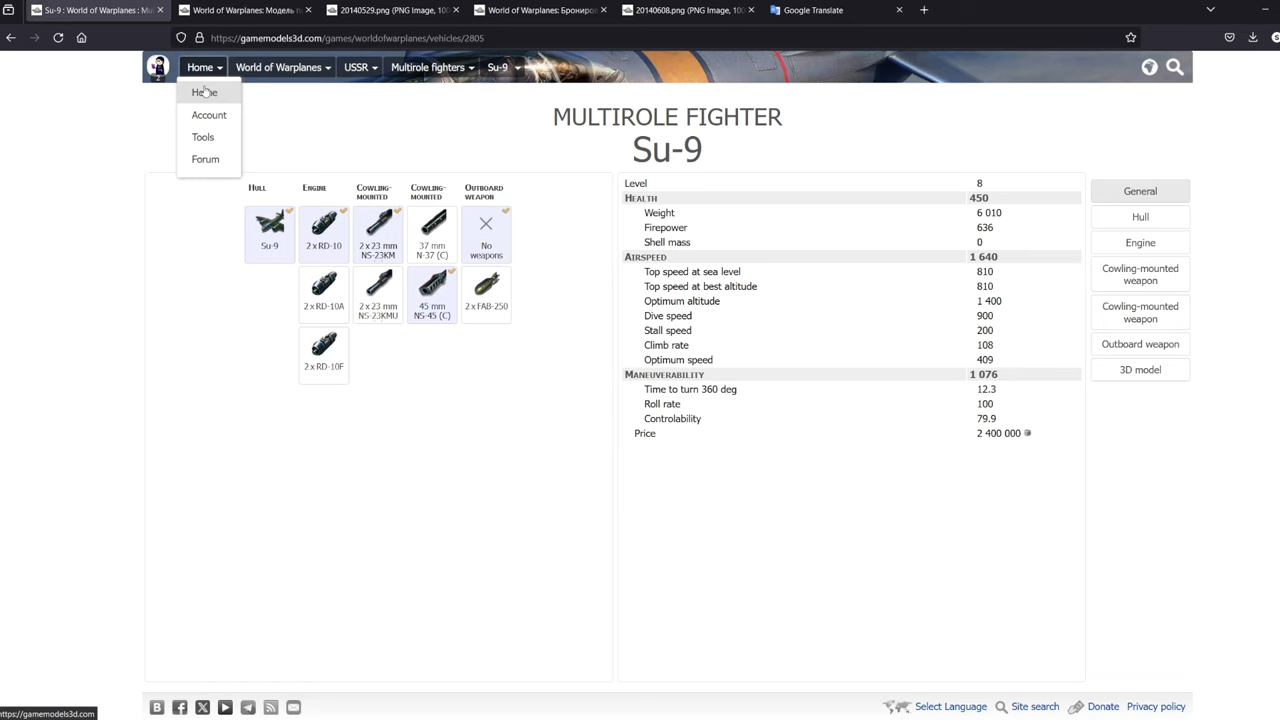 Su-9 : World of Warplanes : Mu
World of Warplanes: Модель п
20140529.png (PNG Image, 100
World of Warplanes: Брониров
20140608.png (PNG Image, 100
Google Translate
https://gamemodels3d.com/games/worldofwarplanes/vehicles/2805
Home
World of Warplanes
USSR
Multirole fighters
Su-9
Home
Account
Tools
Forum
MULTIROLE FIGHTER
Su-9
HULL
ENGINE
COWLING-MOUNTED
COWLING-MOUNTED
OUTBOARD WEAPON
Su-9
2 x RD-10
2 x 23 mm NS-23KM
37 mm N-37 (C)
No weapons
2 x RD-10A
2 x 23 mm NS-23KMU
45 mm NS-45 (C)
2 x FAB-250
2 x RD-10F
Level 8
HEALTH 450
Weight 6 010
Firepower 636
Shell mass 0
AIRSPEED 1 640
Top speed at sea level 810
Top speed at best altitude 810
Optimum altitude 1 400
Dive speed 900
Stall speed 200
Climb rate 108
Optimum speed 409
MANEUVERABILITY 1 076
Time to turn 360 deg 12.3
Roll rate 100
Controlability 79.9
Price 2 400 000
General
Hull
Engine
Cowling-mounted weapon
Cowling-mounted weapon
Outboard weapon
3D model
Select Language
Site search
Donate
Privacy policy
https://gamemodels3d.com